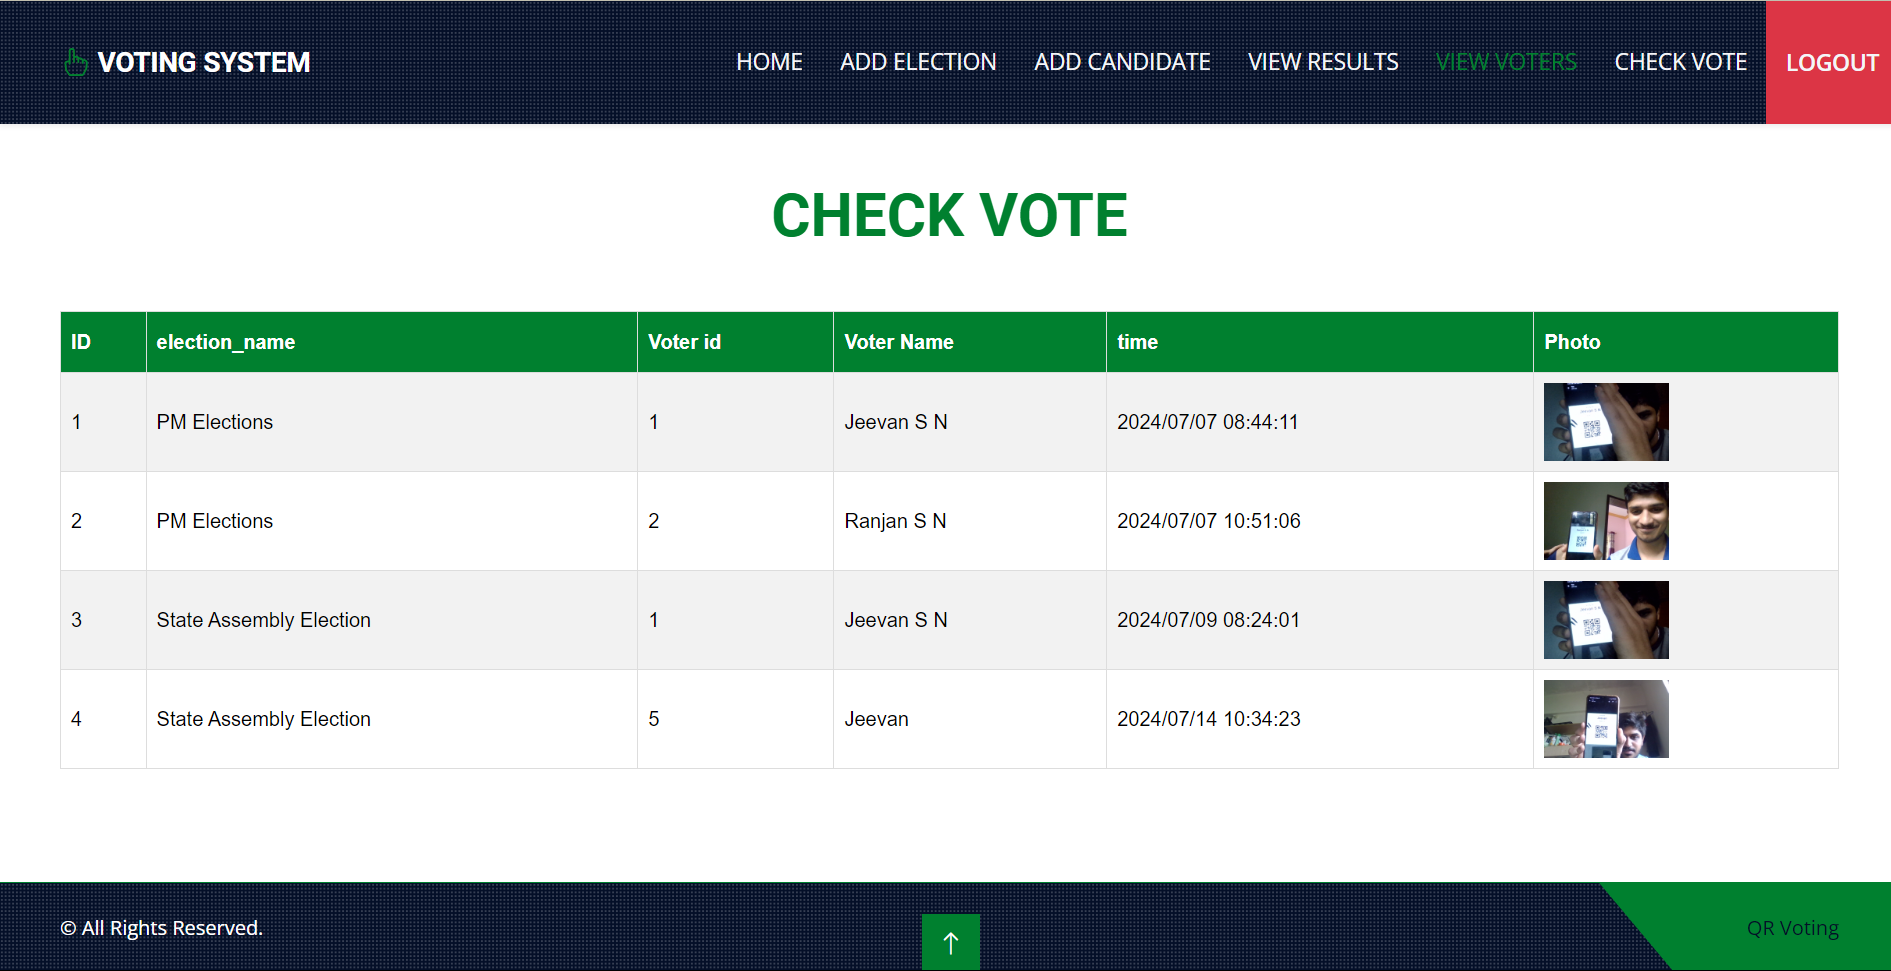 VOTING SYSTEM HOME ADD ELECTION ADD CANDIDATE VIEW RESULTS VIEW VOTERS CHECK VOTE LOGOUT
CHECK VOTE
ID election_name Voter id Voter Name time Photo
1 PM Elections 1 Jeevan S N 2024/07/07 08:44:11
2 PM Elections 2 Ranjan S N 2024/07/07 10:51:06
3 State Assembly Election 1 Jeevan S N 2024/07/09 08:24:01
4 State Assembly Election 5 Jeevan 2024/07/14 10:34:23
© All Rights Reserved. QR Voting